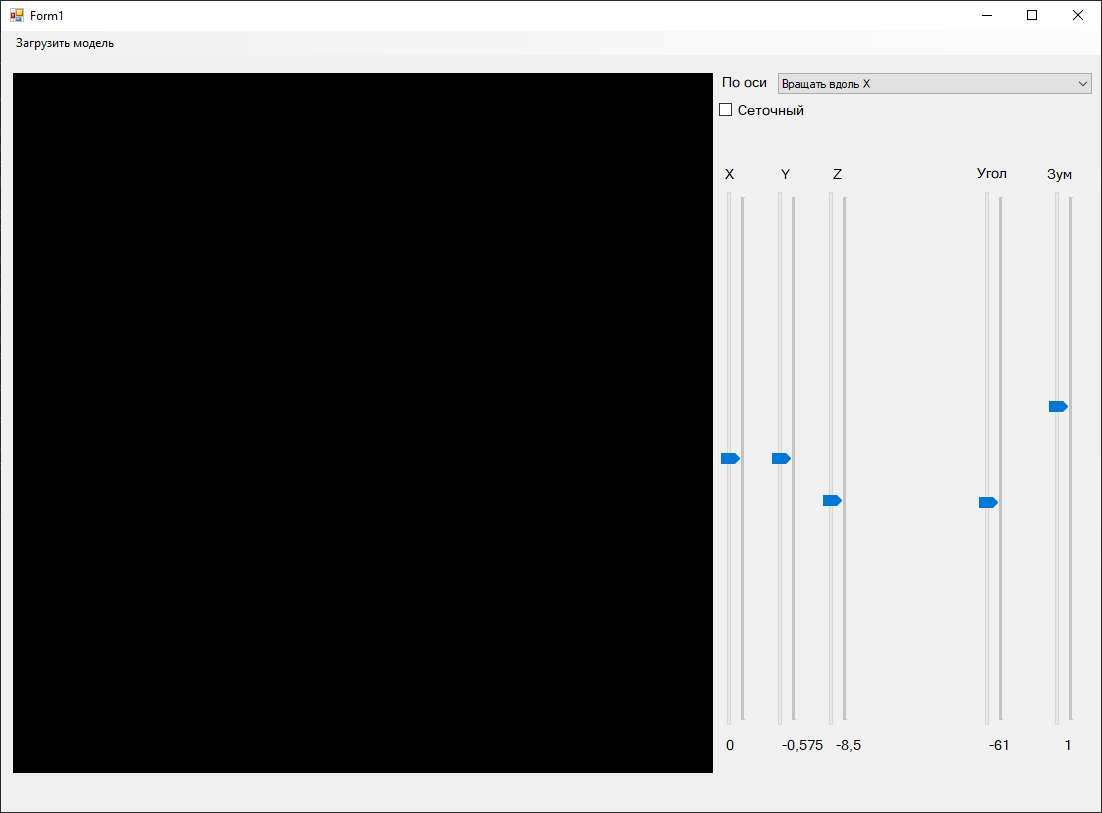 Form1
Загрузить модель
По оси Вращать вдоль X
Сеточный
X Y Z Угол Зум
0 -0,575 -8,5 -61 1